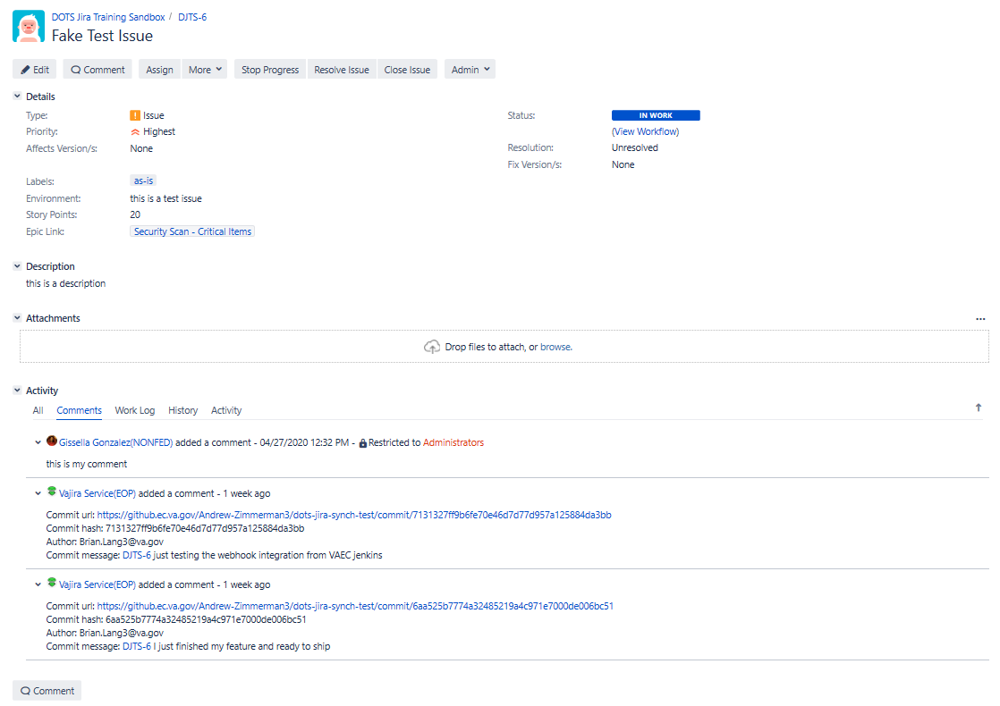 DOTS Jira Training Sandbox / DJTS-6
Fake Test Issue
Edit Comment Assign More Stop Progress Resolve Issue Close Issue Admin
Details
Type: Issue Status: IN WORK
Priority: Highest (View Workflow)
Affects Version/s: None Resolution: Unresolved
Fix Version/s: None
Labels: as-is
Environment: this is a test issue
Story Points: 20
Epic Link: Security Scan - Critical Items
Description
this is a description
Attachments ...
Drop files to attach, or browse.
Activity
All Comments Work Log History Activity
Gissella Gonzalez(NONFED) added a comment - 04/27/2020 12:32 PM - Restricted to Administrators
this is my comment
Vajira Service(EOP) added a comment - 1 week ago
Commit url: https://github.ec.va.gov/Andrew-Zimmerman3/dots-jira-synch-test/commit/7131327ff9b6fe70e46d7d77d957a125884da3bb
Commit hash: 7131327ff9b6fe70e46d7d77d957a125884da3bb
Author: Brian.Lang3@va.gov
Commit message: DJTS-6 just testing the webhook integration from VAEC jenkins
Vajira Service(EOP) added a comment - 1 week ago
Commit url: https://github.ec.va.gov/Andrew-Zimmerman3/dots-jira-synch-test/commit/6aa525b7774a32485219a4c971e7000de006bc51
Commit hash: 6aa525b7774a32485219a4c971e7000de006bc51
Author: Brian.Lang3@va.gov
Commit message: DJTS-6 I just finished my feature and ready to ship
Comment